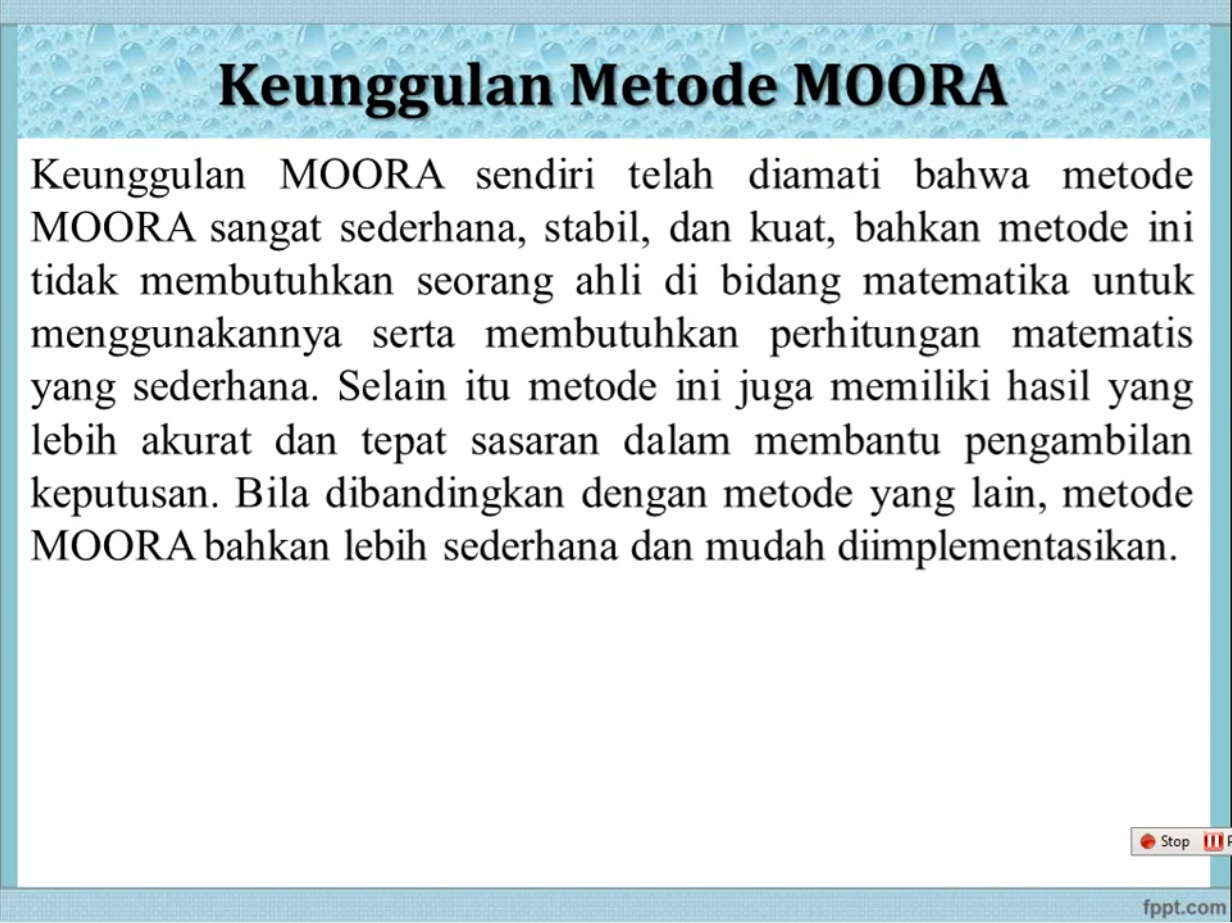 Keunggulan Metode MOORA
Keunggulan MOORA sendiri telah diamati bahwa metode
MOORA sangat sederhana, stabil, dan kuat, bahkan metode ini
tidak membutuhkan seorang ahli di bidang matematika untuk
menggunakannya serta membutuhkan perhitungan matematis
yang sederhana. Selain itu metode ini juga memiliki hasil yang
lebih akurat dan tepat sasaran dalam membantu pengambilan
keputusan. Bila dibandingkan dengan metode yang lain, metode
MOORA bahkan lebih sederhana dan mudah diimplementasikan.
Stop
fppt.com